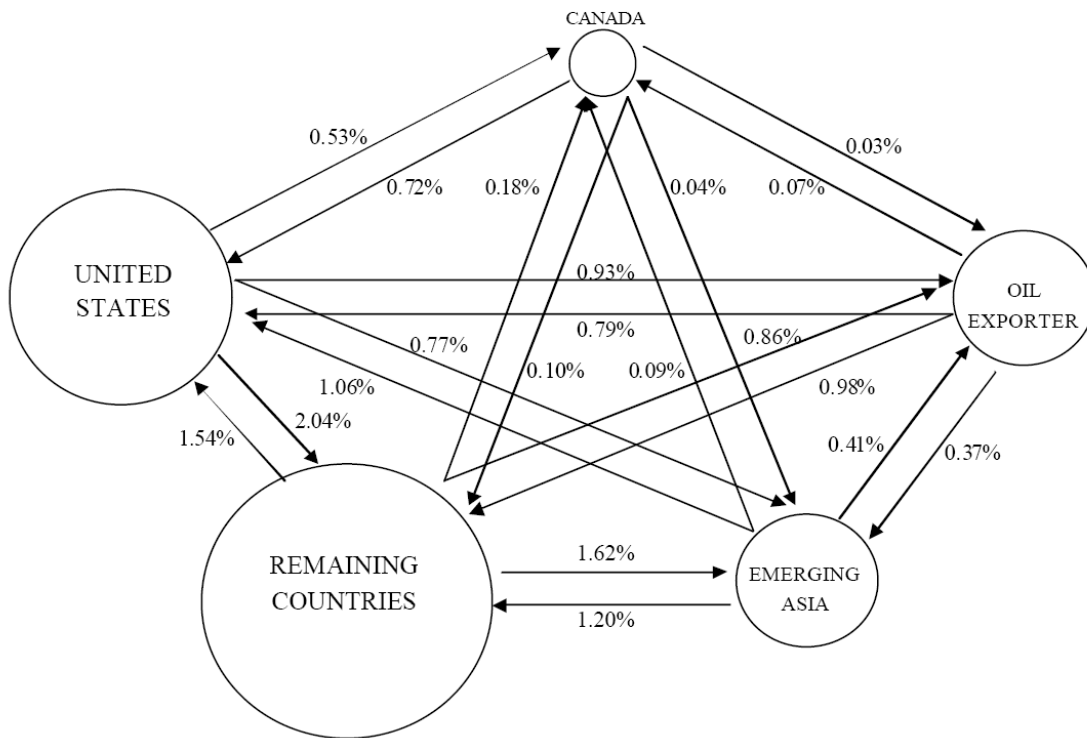 CANADA
0.53%
0.03%
0.72%
0.18%
0.04%
0.07%
UNITED
STATES
0.93%
OIL
EXPORTER
0.77%
0.79%
0.86%
1.06%
0.10%
0.09%
0.98%
2.04%
1.54%
0.41%
0.37%
REMAINING
COUNTRIES
1.62%
EMERGING
ASIA
1.20%